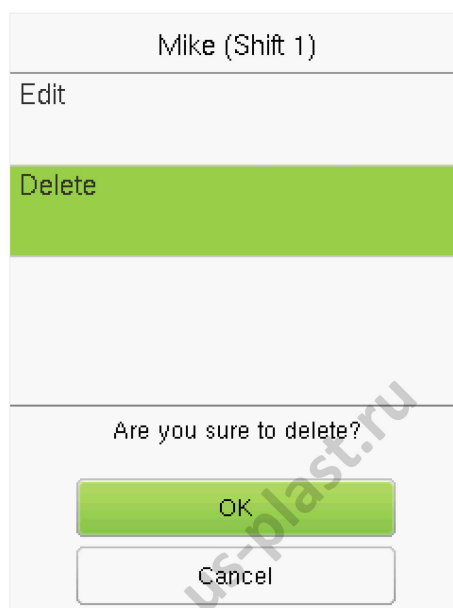 Mike (Shift 1)
Edit
Delete
Are you sure to delete?
OK
Cancel
us-plast.ru